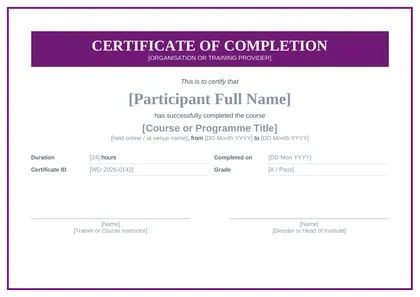 CERTIFICATE OF COMPLETION
[ORGANISATION OR TRAINING PROVIDER]
This is to certify that
[Participant Full Name]
has successfully completed the course
[Course or Programme Title]
[held online / at venue name], from [DD Month YYYY] to [DD Month YYYY]
Duration [24] hours Completed on [DD Mon YYYY]
Certificate ID [WD-2026-0142] Grade [A / Pass]
[Name] [Name]
[Trainer or Course Instructor] [Director or Head of Institute]